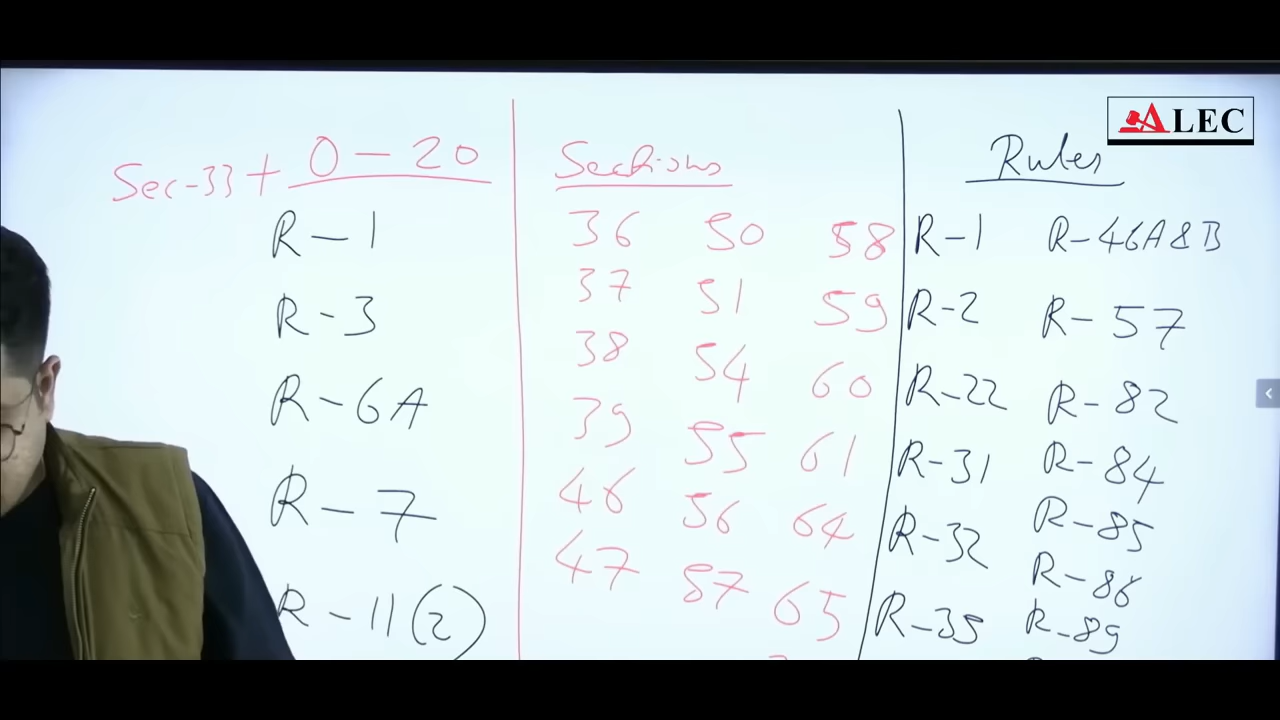 ALEC
Sec-33 + O-20
R-1
R-3
R-6A
R-7
R-11(2)
Sections
36 50 58
37 51 59
38 54 60
39 55 61
46 56 64
47 57 65
Rules
R-1 R-46A&B
R-2 R-57
R-22 R-82
R-31 R-84
R-32 R-85
R-86
R-35 R-89